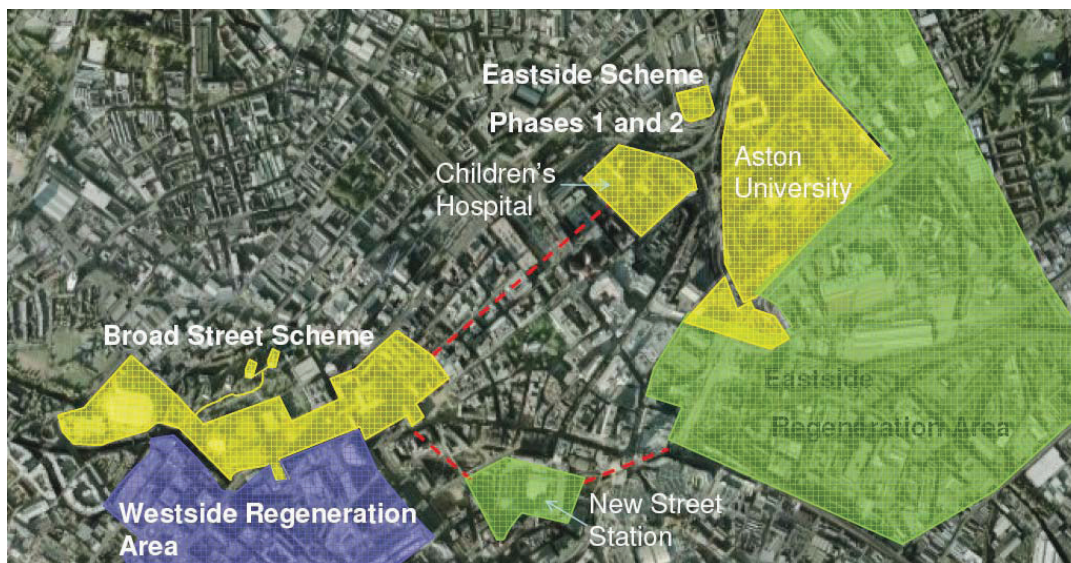 Eastside Scheme
Phases 1 and 2
Children’s
Hospital
Aston
University
Broad Street Scheme
Eastside
Regeneration Area
Westside Regeneration
Area
New Street
Station